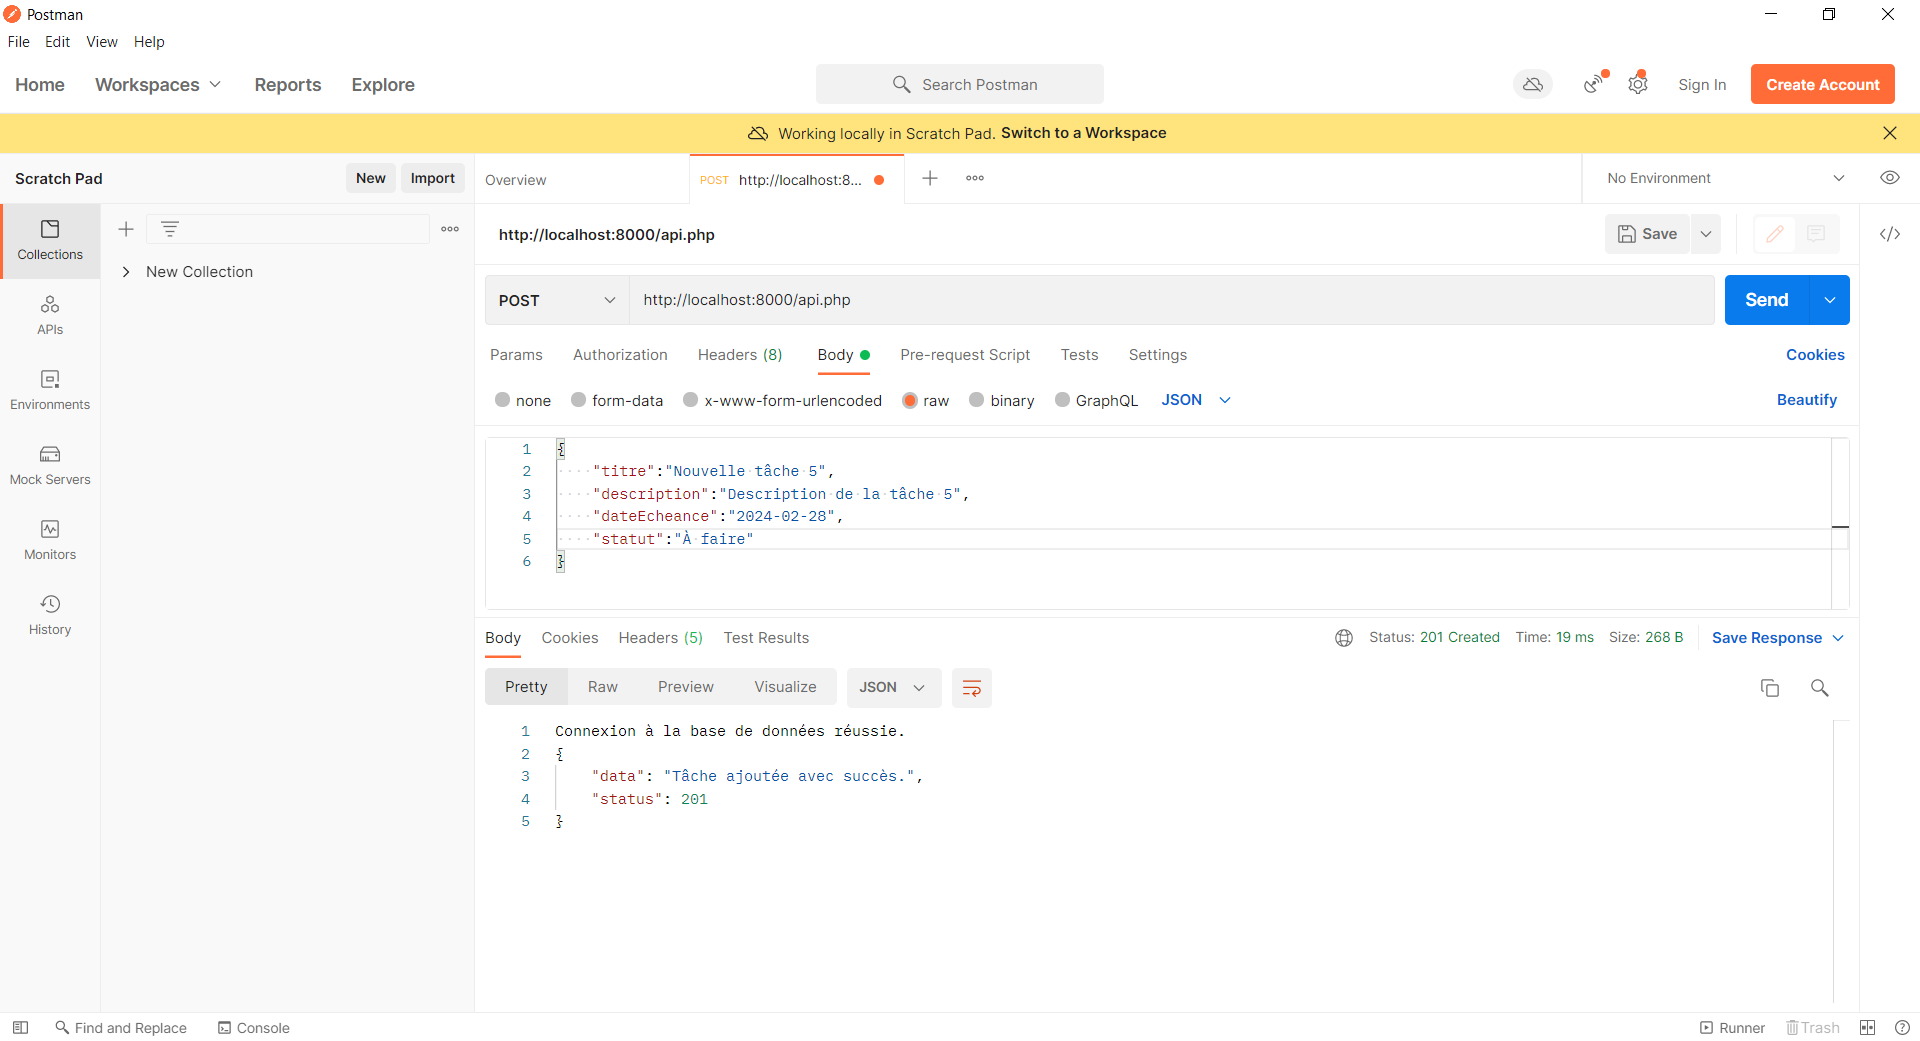 Postman
File Edit View Help
Home Workspaces Reports Explore Search Postman Sign In Create Account
Working locally in Scratch Pad. Switch to a Workspace
Scratch Pad New Import Overview POST http://localhost:8... No Environment
Collections
APIs
Environments
Mock Servers
Monitors
History
New Collection
http://localhost:8000/api.php Save
POST http://localhost:8000/api.php Send
Params Authorization Headers (8) Body Pre-request Script Tests Settings Cookies
none form-data x-www-form-urlencoded raw binary GraphQL JSON Beautify
1 {
2 "titre":"Nouvelle tâche 5",
3 "description":"Description de la tâche 5",
4 "dateEcheance":"2024-02-28",
5 "statut":"À faire"
6 }
Body Cookies Headers (5) Test Results Status: 201 Created Time: 19 ms Size: 268 B Save Response
Pretty Raw Preview Visualize JSON
1 Connexion à la base de données réussie.
2 {
3 "data": "Tâche ajoutée avec succès.",
4 "status": 201
5 }
Find and Replace Console Runner Trash